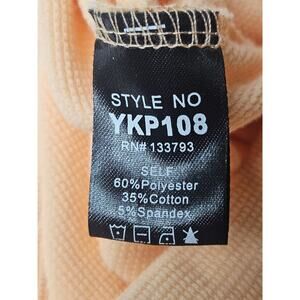 STYLE NO
YKP108
RN# 133793
SELF
60%Polyester
35%Cotton
5%Spandex